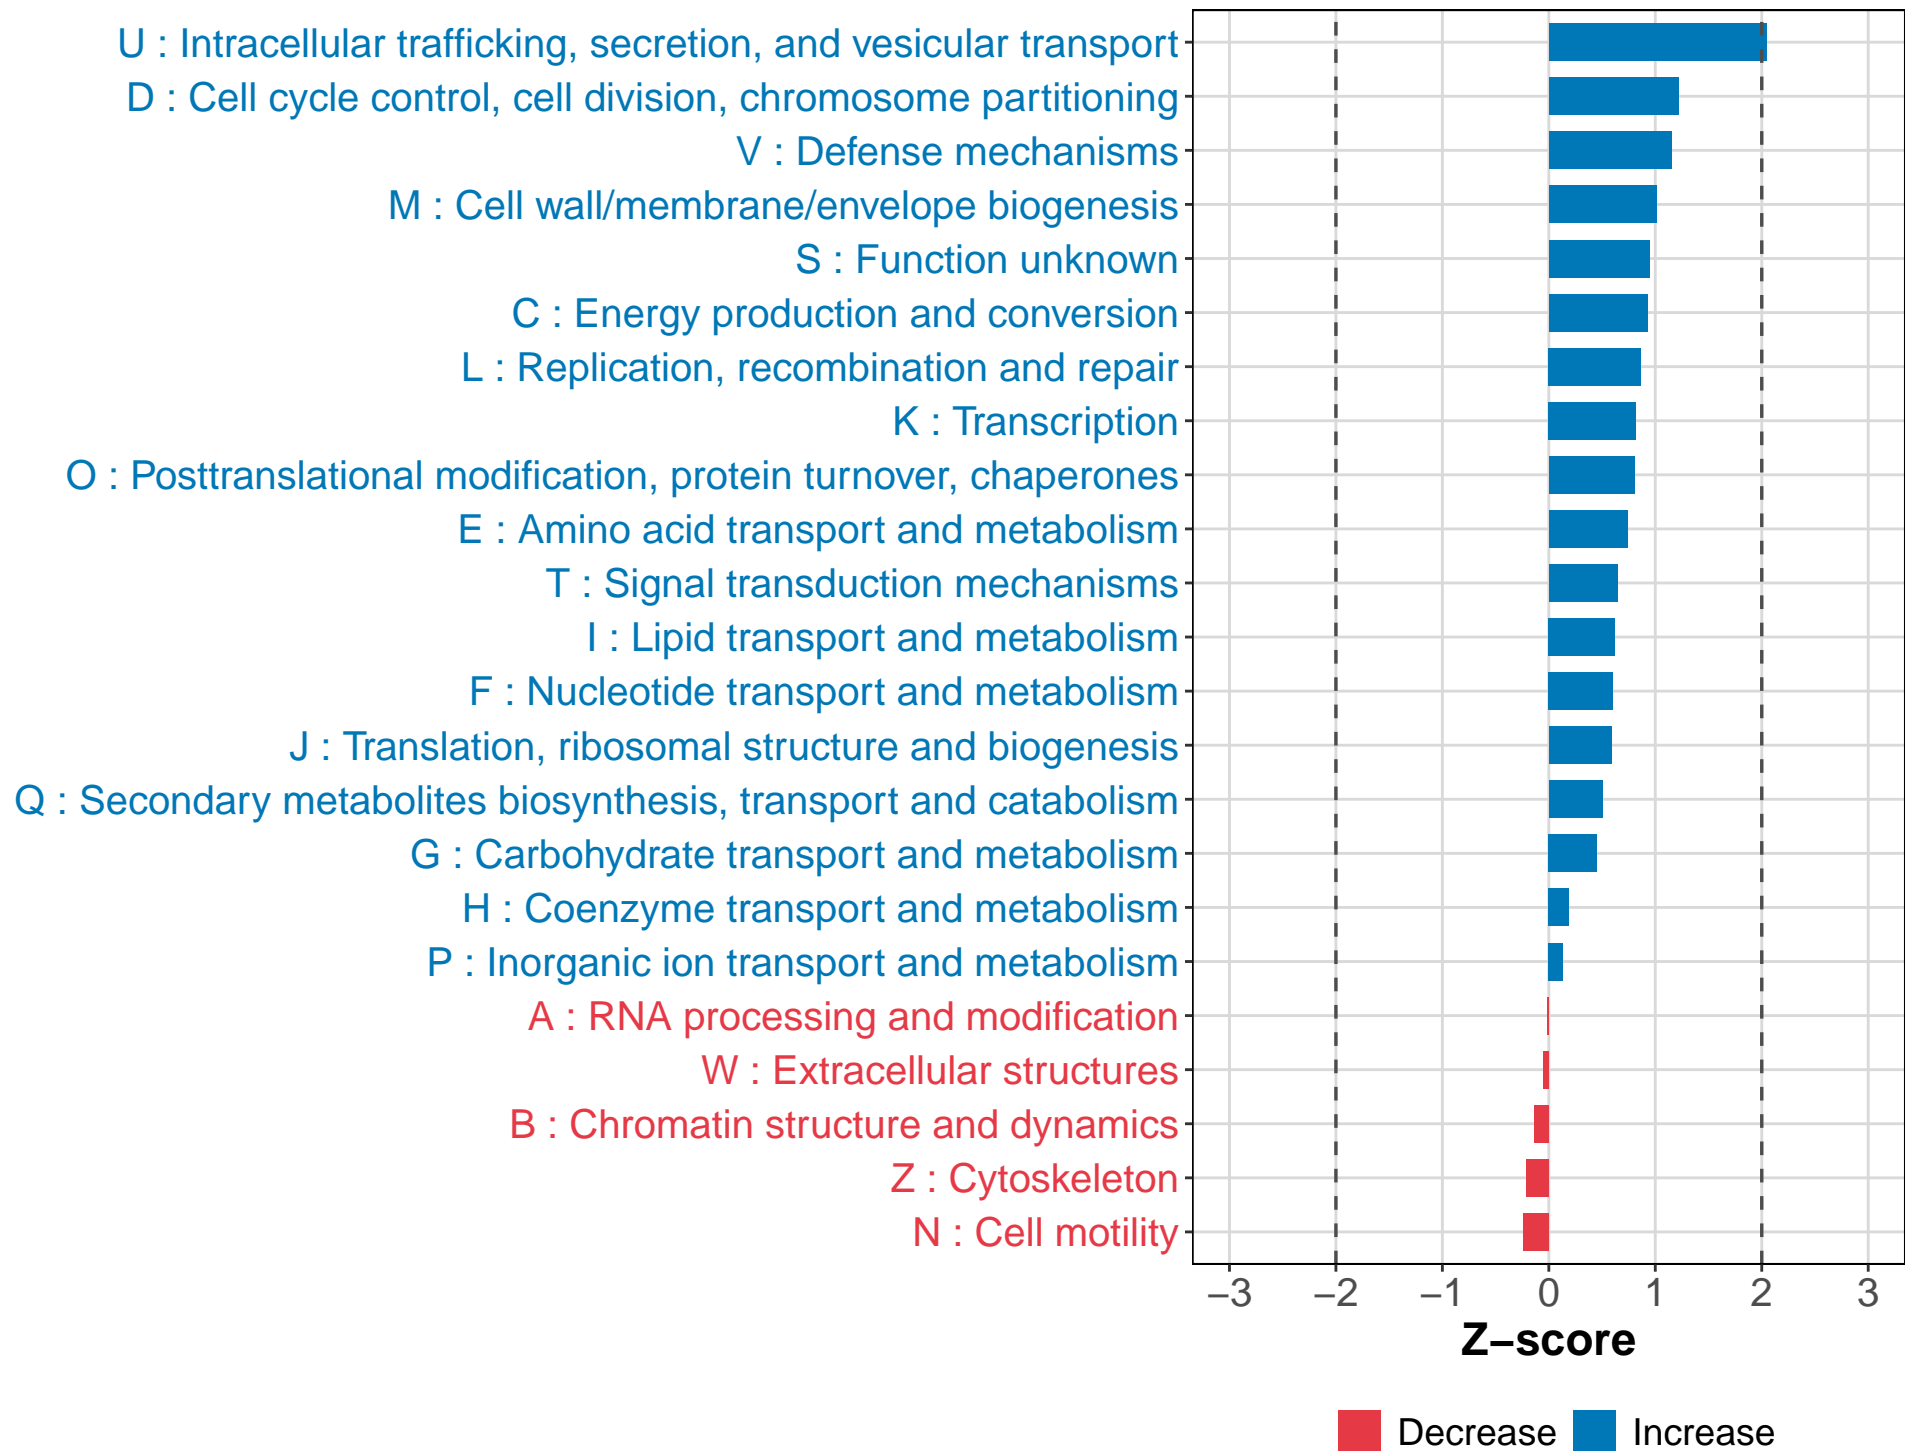 U : Intracellular trafficking, secretion, and vesicular transport
D : Cell cycle control, cell division, chromosome partitioning
V : Defense mechanisms
M : Cell wall/membrane/envelope biogenesis
S : Function unknown
C : Energy production and conversion
L : Replication, recombination and repair
K : Transcription
O : Posttranslational modification, protein turnover, chaperones
E : Amino acid transport and metabolism
T : Signal transduction mechanisms
I : Lipid transport and metabolism
F : Nucleotide transport and metabolism
J : Translation, ribosomal structure and biogenesis
Q : Secondary metabolites biosynthesis, transport and catabolism
G : Carbohydrate transport and metabolism
H : Coenzyme transport and metabolism
P : Inorganic ion transport and metabolism
A : RNA processing and modification
W : Extracellular structures
B : Chromatin structure and dynamics
Z : Cytoskeleton
N : Cell motility
−3 −2 −1 0 1 2 3
Z−score
Decrease Increase